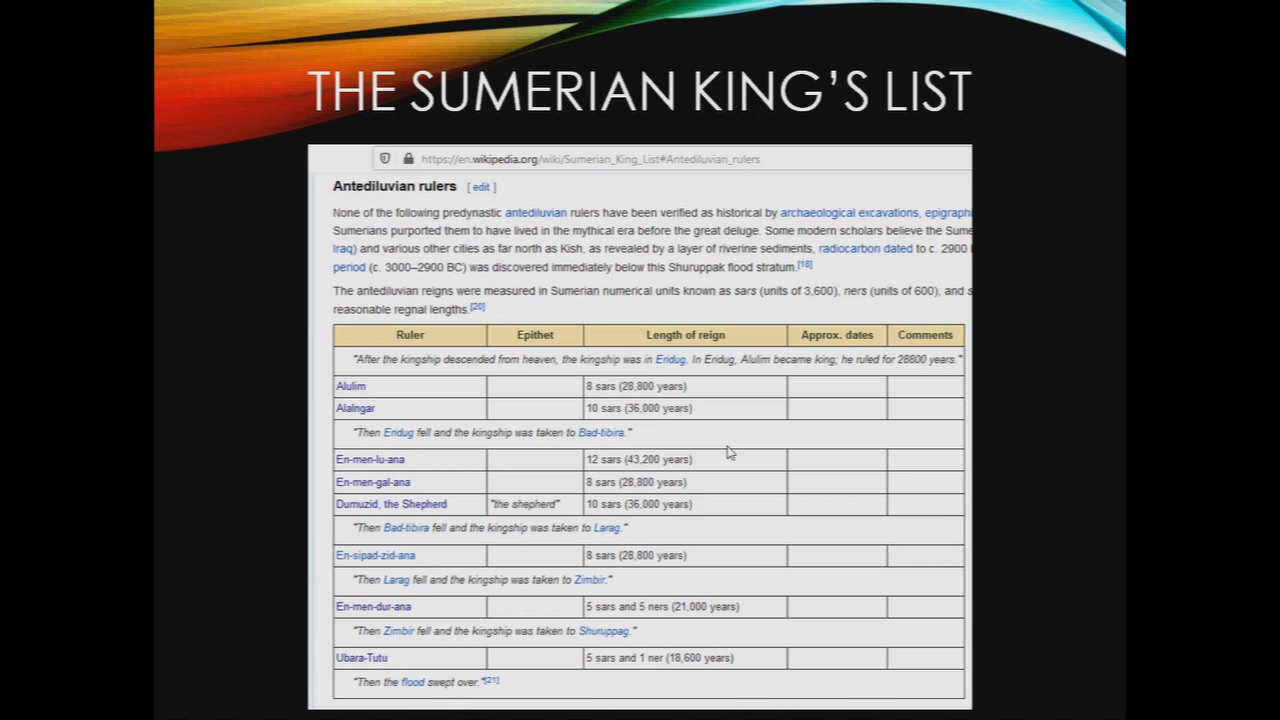 THE SUMERIAN KING'S LIST
https://en.wikipedia.org/wiki/Sumerian_King_List#Antediluvian_rulers
Antediluvian rulers [ edit ]
None of the following predynastic antediluvian rulers have been verified as historical by archaeological excavations, epigraphi
Sumerians purported them to have lived in the mythical era before the great deluge. Some modern scholars believe the Sume
Iraq) and various other cities as far north as Kish, as revealed by a layer of riverine sediments, radiocarbon dated to c. 2900
period (c. 3000–2900 BC) was discovered immediately below this Shuruppak flood stratum.[18]
The antediluvian reigns were measured in Sumerian numerical units known as sars (units of 3,600), ners (units of 600), and s
reasonable regnal lengths.[20]
Ruler Epithet Length of reign Approx. dates Comments
"After the kingship descended from heaven, the kingship was in Eridug. In Eridug, Alulim became king; he ruled for 28800 years."
Alulim 8 sars (28,800 years)
Alalngar 10 sars (36,000 years)
"Then Eridug fell and the kingship was taken to Bad-tibira."
En-men-lu-ana 12 sars (43,200 years)
En-men-gal-ana 8 sars (28,800 years)
Dumuzid, the Shepherd "the shepherd" 10 sars (36,000 years)
"Then Bad-tibira fell and the kingship was taken to Larag."
En-sipad-zid-ana 8 sars (28,800 years)
"Then Larag fell and the kingship was taken to Zimbir."
En-men-dur-ana 5 sars and 5 ners (21,000 years)
"Then Zimbir fell and the kingship was taken to Shuruppag."
Ubara-Tutu 5 sars and 1 ner (18,600 years)
"Then the flood swept over."[21]